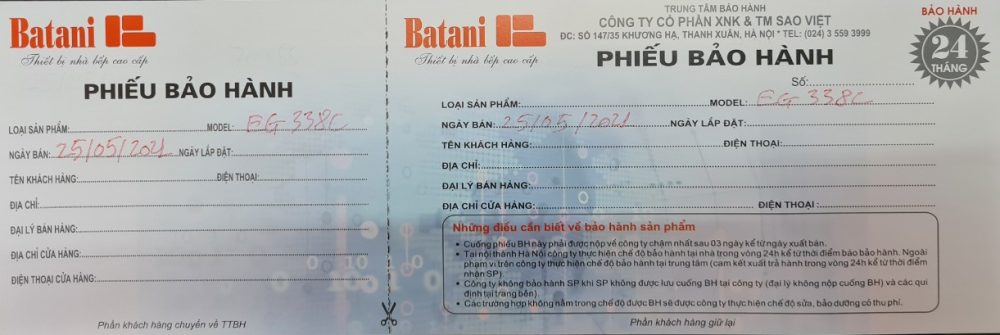 Batani
Thiết bị nhà bếp cao cấp
PHIẾU BẢO HÀNH
LOẠI SẢN PHẨM: MODEL: EG 338C
NGÀY BÁN: 25/05/2021 NGÀY LẮP ĐẶT:
TÊN KHÁCH HÀNG: ĐIỆN THOẠI:
ĐỊA CHỈ:
ĐẠI LÝ BÁN HÀNG:
ĐỊA CHỈ CỬA HÀNG:
ĐIỆN THOẠI CỬA HÀNG:
Phần khách hàng chuyển về TTBH
Batani
Thiết bị nhà bếp cao cấp
TRUNG TÂM BẢO HÀNH
CÔNG TY CỔ PHẦN XNK & TM SAO VIỆT
ĐC: SỐ 147/35 KHƯƠNG HẠ, THANH XUÂN, HÀ NỘI * TEL: (024) 3 559 3999
PHIẾU BẢO HÀNH
BẢO HÀNH
24
THÁNG
Số:
LOẠI SẢN PHẨM: MODEL: EG 338C
NGÀY BÁN: 25/05/2021 NGÀY LẮP ĐẶT:
TÊN KHÁCH HÀNG: ĐIỆN THOẠI:
ĐỊA CHỈ:
ĐẠI LÝ BÁN HÀNG:
ĐỊA CHỈ CỬA HÀNG: ĐIỆN THOẠI :
Những điều cần biết về bảo hành sản phẩm
• Cuống phiếu BH này phải được nộp về công ty chậm nhất sau 03 ngày kể từ ngày xuất bán.
• Tại nội thành Hà Nội công ty thực hiện chế độ bảo hành tại nhà trong vòng 24h kể từ thời điểm báo bảo hành. Ngoài
phạm vi trên công ty thực hiện chế độ bảo hành tại trung tâm (cam kết xuất trả hành trong vòng 24h kể từ thời điểm
nhận SP).
• Công ty không bảo hành SP khi SP không được lưu cuống BH tại công ty (đại lý không nộp cuống BH) và các qui
định tại trang bên).
• Các trường hợp không nằm trong chế độ được BH sẽ được công ty thực hiện chế độ sửa, bảo dưỡng có thu phí.
Phần khách hàng giữ lại